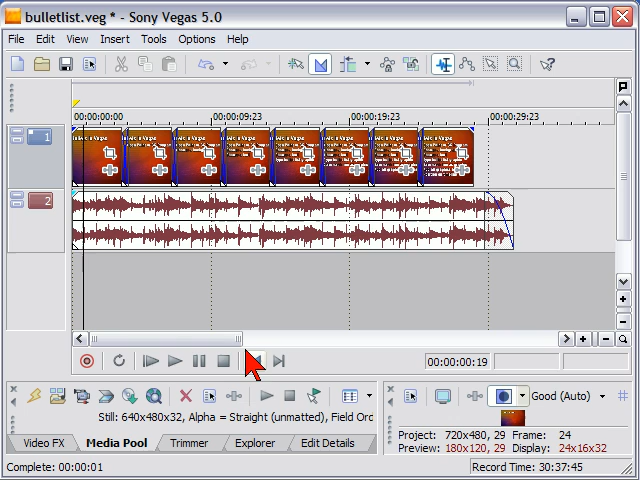 bulletlist.veg * - Sony Vegas 5.0
File Edit View Insert Tools Options Help
00:00:00:00 00:00:09:23 00:00:19:23 00:00:29:23
1
2
00:00:00:19
Good (Auto)
Still: 640x480x32, Alpha = Straight (unmatted), Field Ord
Project: 720x480, 29 Frame: 24
Preview: 180x120, 29 Display: 24x16x32
Video FX Media Pool Trimmer Explorer Edit Details
Complete: 00:00:01 Record Time: 30:37:45